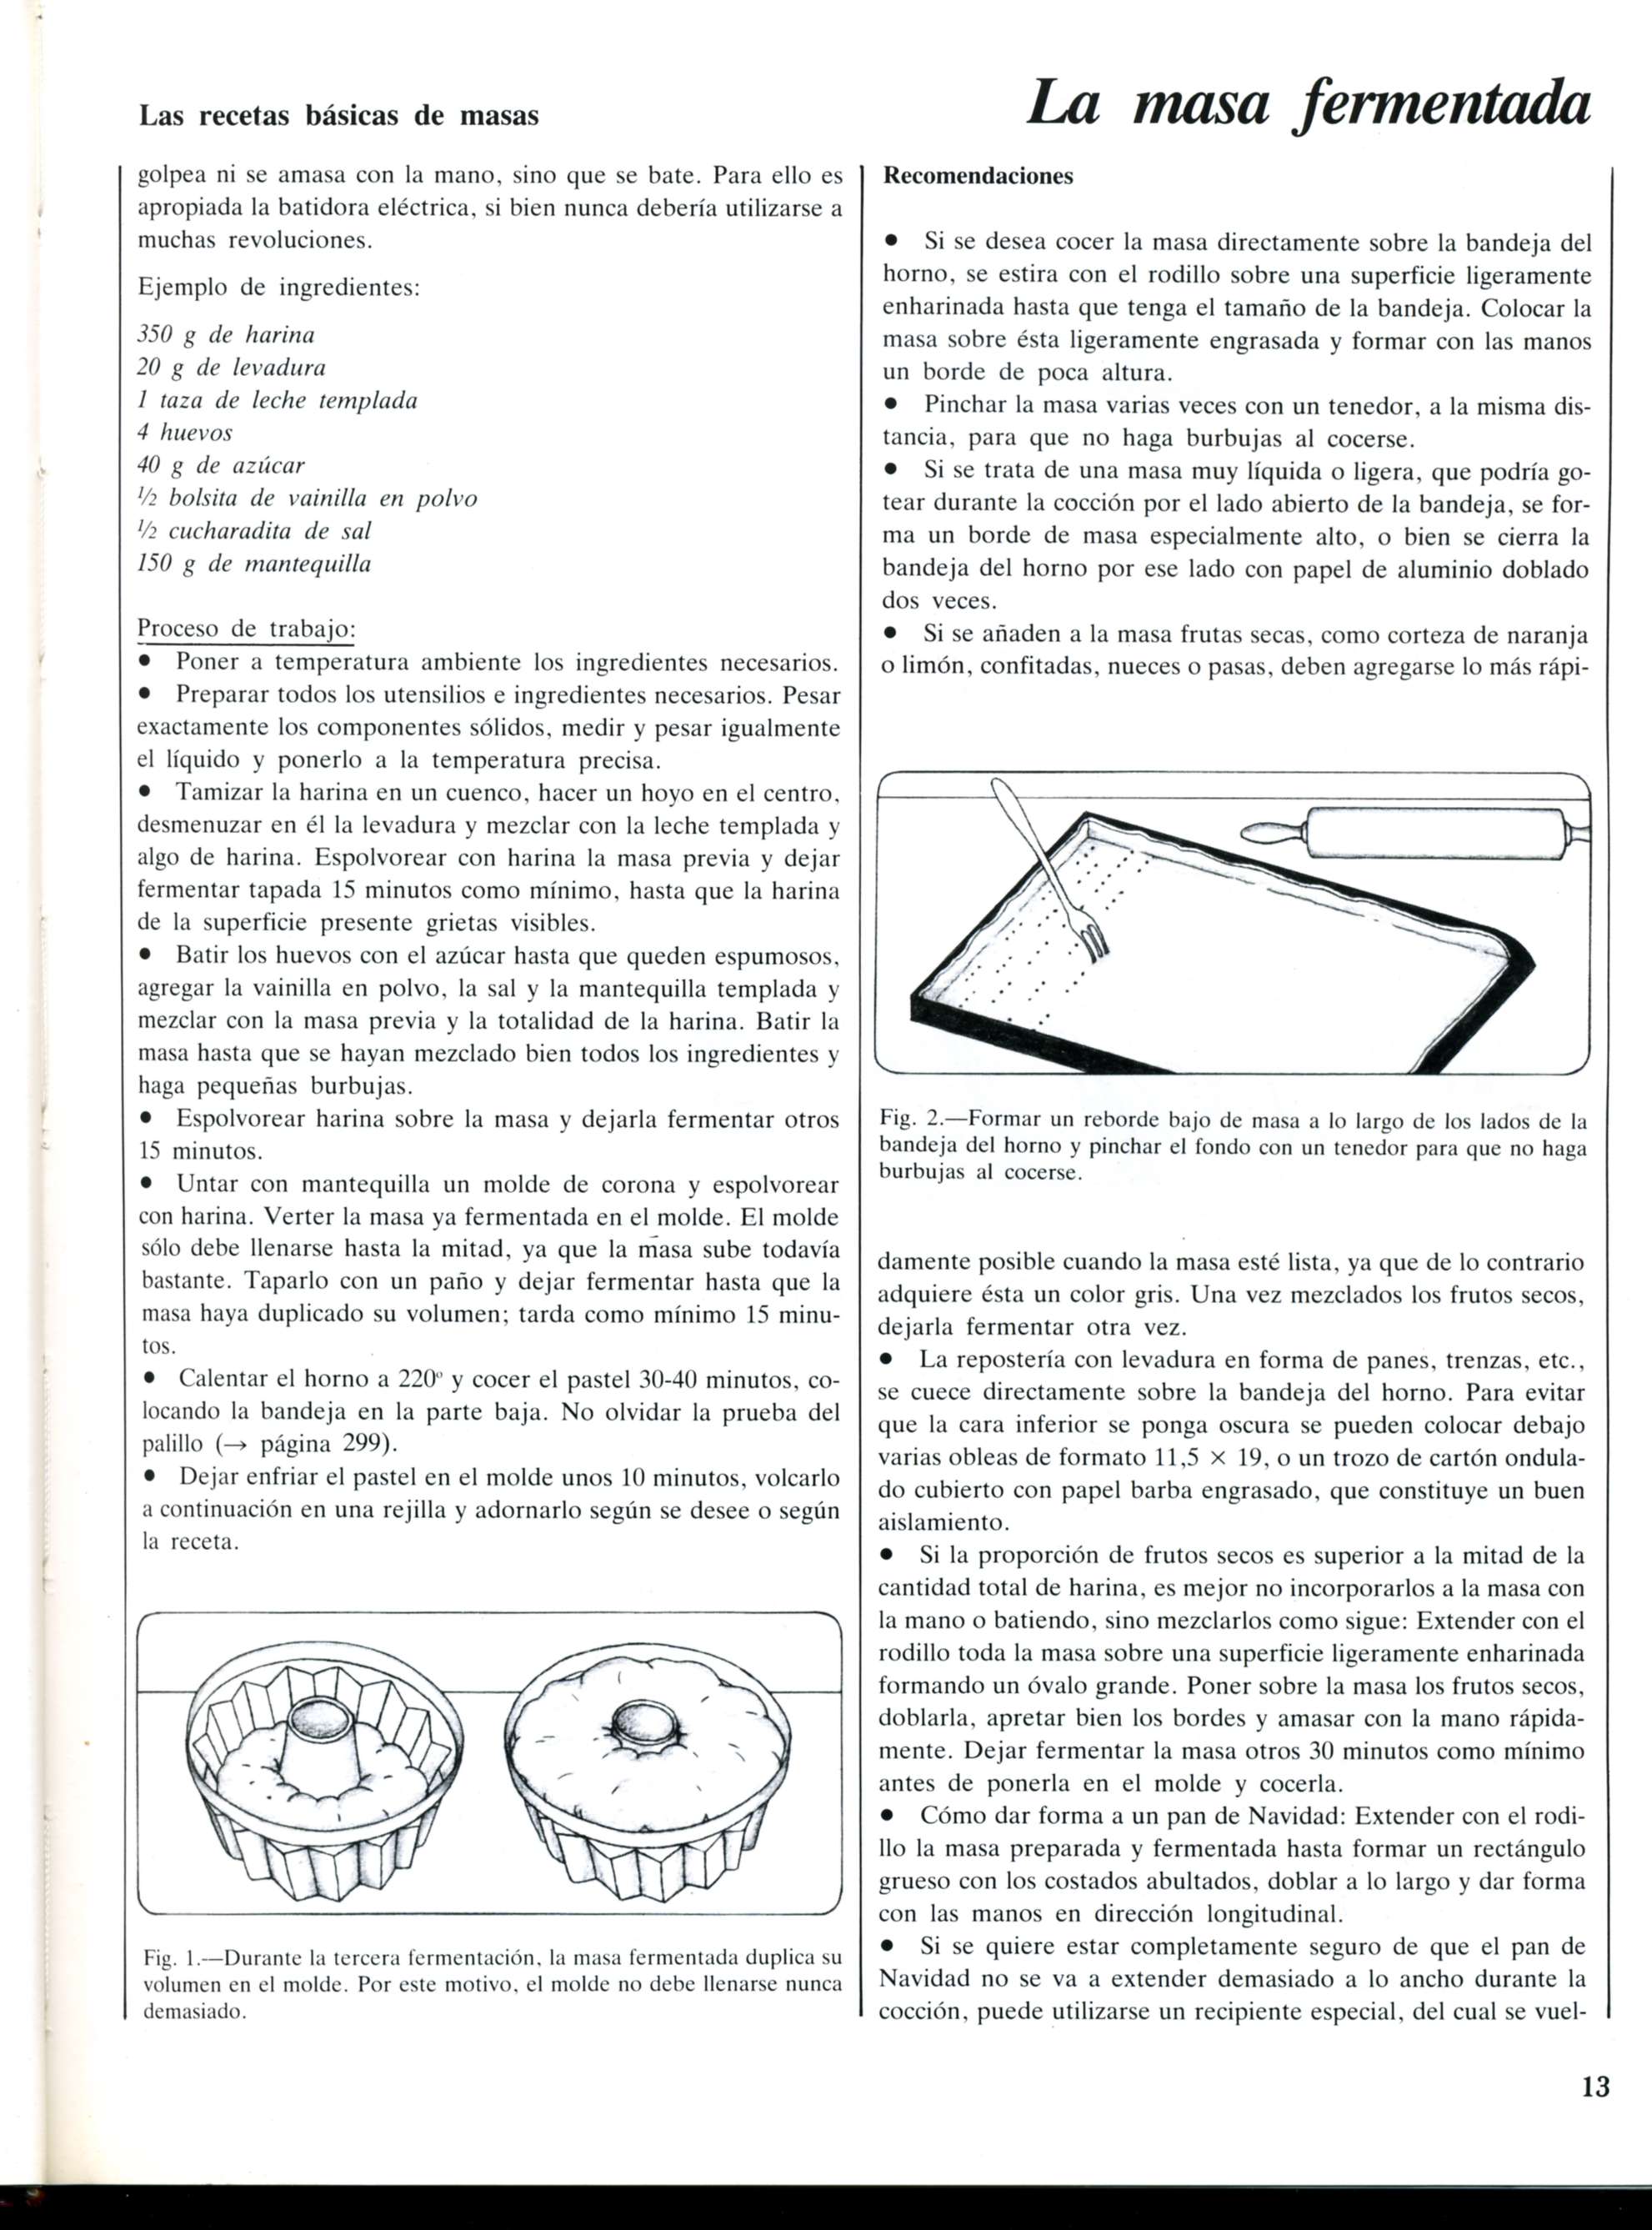 Las recetas básicas de masas
La masa fermentada
golpea ni se amasa con la mano, sino que se bate. Para ello es
apropiada la batidora eléctrica, si bien nunca debería utilizarse a
muchas revoluciones.
Ejemplo de ingredientes:
350 g de harina
20 g de levadura
1 taza de leche templada
4 huevos
40 g de azúcar
½ bolsita de vainilla en polvo
½ cucharadita de sal
150 g de mantequilla
Proceso de trabajo:
• Poner a temperatura ambiente los ingredientes necesarios.
• Preparar todos los utensilios e ingredientes necesarios. Pesar
exactamente los componentes sólidos, medir y pesar igualmente
el líquido y ponerlo a la temperatura precisa.
• Tamizar la harina en un cuenco, hacer un hoyo en el centro,
desmenuzar en él la levadura y mezclar con la leche templada y
algo de harina. Espolvorear con harina la masa previa y dejar
fermentar tapada 15 minutos como mínimo, hasta que la harina
de la superficie presente grietas visibles.
• Batir los huevos con el azúcar hasta que queden espumosos,
agregar la vainilla en polvo, la sal y la mantequilla templada y
mezclar con la masa previa y la totalidad de la harina. Batir la
masa hasta que se hayan mezclado bien todos los ingredientes y
haga pequeñas burbujas.
• Espolvorear harina sobre la masa y dejarla fermentar otros
15 minutos.
• Untar con mantequilla un molde de corona y espolvorear
con harina. Verter la masa ya fermentada en el molde. El molde
sólo debe llenarse hasta la mitad, ya que la masa sube todavía
bastante. Taparlo con un paño y dejar fermentar hasta que la
masa haya duplicado su volumen; tarda como mínimo 15 minu-
tos.
• Calentar el horno a 220º y cocer el pastel 30-40 minutos, co-
locando la bandeja en la parte baja. No olvidar la prueba del
palillo (→ página 299).
• Dejar enfriar el pastel en el molde unos 10 minutos, volcarlo
a continuación en una rejilla y adornarlo según se desee o según
la receta.
Fig. 1.—Durante la tercera fermentación, la masa fermentada duplica su
volumen en el molde. Por este motivo, el molde no debe llenarse nunca
demasiado.
Recomendaciones
• Si se desea cocer la masa directamente sobre la bandeja del
horno, se estira con el rodillo sobre una superficie ligeramente
enharinada hasta que tenga el tamaño de la bandeja. Colocar la
masa sobre ésta ligeramente engrasada y formar con las manos
un borde de poca altura.
• Pinchar la masa varias veces con un tenedor, a la misma dis-
tancia, para que no haga burbujas al cocerse.
• Si se trata de una masa muy líquida o ligera, que podría go-
tear durante la cocción por el lado abierto de la bandeja, se for-
ma un borde de masa especialmente alto, o bien se cierra la
bandeja del horno por ese lado con papel de aluminio doblado
dos veces.
• Si se añaden a la masa frutas secas, como corteza de naranja
o limón, confitadas, nueces o pasas, deben agregarse lo más rápi-
Fig. 2.—Formar un reborde bajo de masa a lo largo de los lados de la
bandeja del horno y pinchar el fondo con un tenedor para que no haga
burbujas al cocerse.
damente posible cuando la masa esté lista, ya que de lo contrario
adquiere ésta un color gris. Una vez mezclados los frutos secos,
dejarla fermentar otra vez.
• La repostería con levadura en forma de panes, trenzas, etc.,
se cuece directamente sobre la bandeja del horno. Para evitar
que la cara inferior se ponga oscura se pueden colocar debajo
varias obleas de formato 11,5 × 19, o un trozo de cartón ondula-
do cubierto con papel barba engrasado, que constituye un buen
aislamiento.
• Si la proporción de frutos secos es superior a la mitad de la
cantidad total de harina, es mejor no incorporarlos a la masa con
la mano o batiendo, sino mezclarlos como sigue: Extender con el
rodillo toda la masa sobre una superficie ligeramente enharinada
formando un óvalo grande. Poner sobre la masa los frutos secos,
doblarla, apretar bien los bordes y amasar con la mano rápida-
mente. Dejar fermentar la masa otros 30 minutos como mínimo
antes de ponerla en el molde y cocerla.
• Cómo dar forma a un pan de Navidad: Extender con el rodi-
llo la masa preparada y fermentada hasta formar un rectángulo
grueso con los costados abultados, doblar a lo largo y dar forma
con las manos en dirección longitudinal.
• Si se quiere estar completamente seguro de que el pan de
Navidad no se va a extender demasiado a lo ancho durante la
cocción, puede utilizarse un recipiente especial, del cual se vuel-
13